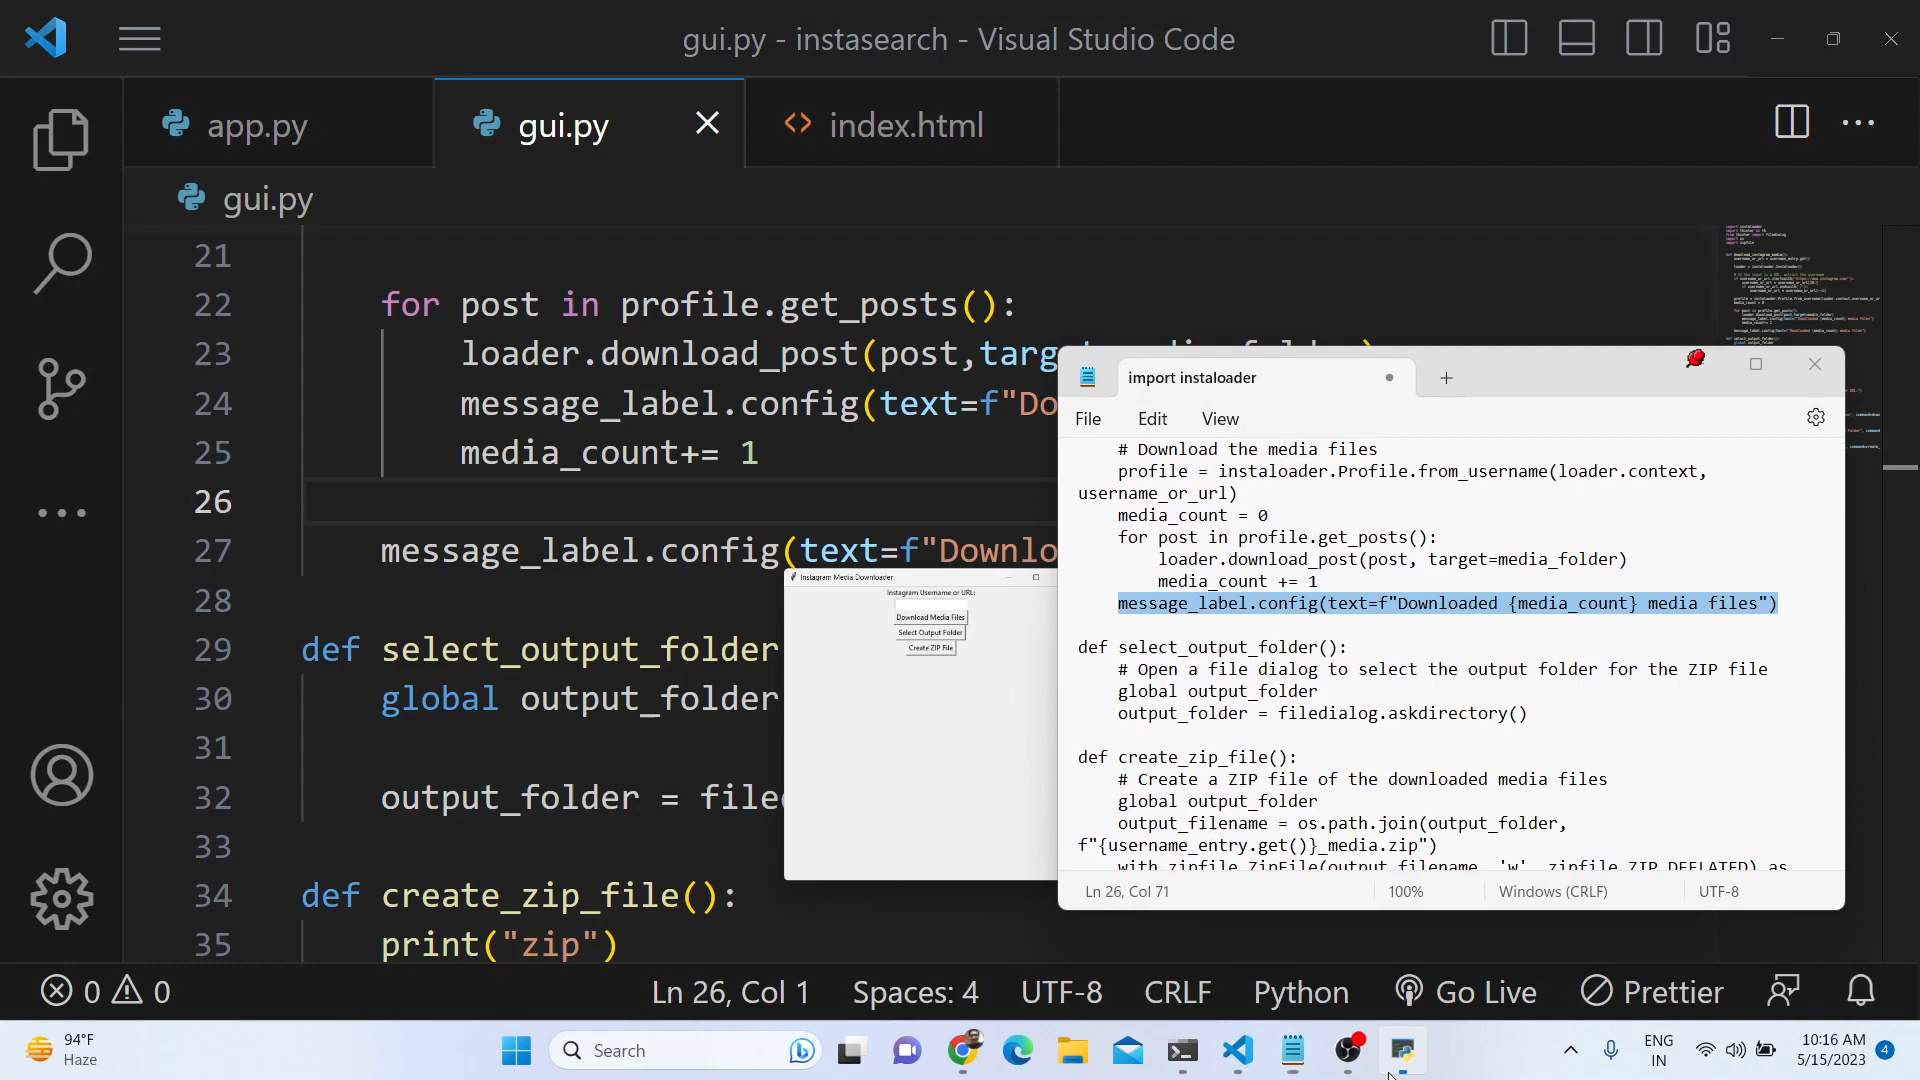 gui.py - instasearch - Visual Studio Code
app.py
gui.py
index.html
gui.py
21
22 for post in profile.get_posts():
23 loader.download_post(post,targ
24 message_label.config(text=f"Do
25 media_count+= 1
26
27 message_label.config(text=f"Downlo
28
29 def select_output_folder
30 global output_folder
31
32 output_folder = file
33
34 def create_zip_file():
35 print("zip")
Instagram Media Downloader
Instagram Username or URL:
Download Media Files
Select Output Folder
Create ZIP File
import instaloader
File Edit View
# Download the media files
profile = instaloader.Profile.from_username(loader.context,
username_or_url)
media_count = 0
for post in profile.get_posts():
loader.download_post(post, target=media_folder)
media_count += 1
message_label.config(text=f"Downloaded {media_count} media files")
def select_output_folder():
# Open a file dialog to select the output folder for the ZIP file
global output_folder
output_folder = filedialog.askdirectory()
def create_zip_file():
# Create a ZIP file of the downloaded media files
global output_folder
output_filename = os.path.join(output_folder,
f"{username_entry.get()}_media.zip")
with zipfile.ZipFile(output_filename, 'w', zipfile.ZIP_DEFLATED) as
Ln 26, Col 71 100% Windows (CRLF) UTF-8
0 0 Ln 26, Col 1 Spaces: 4 UTF-8 CRLF Python Go Live Prettier
94°F
Haze
Search
ENG
IN
10:16 AM
5/15/2023
4